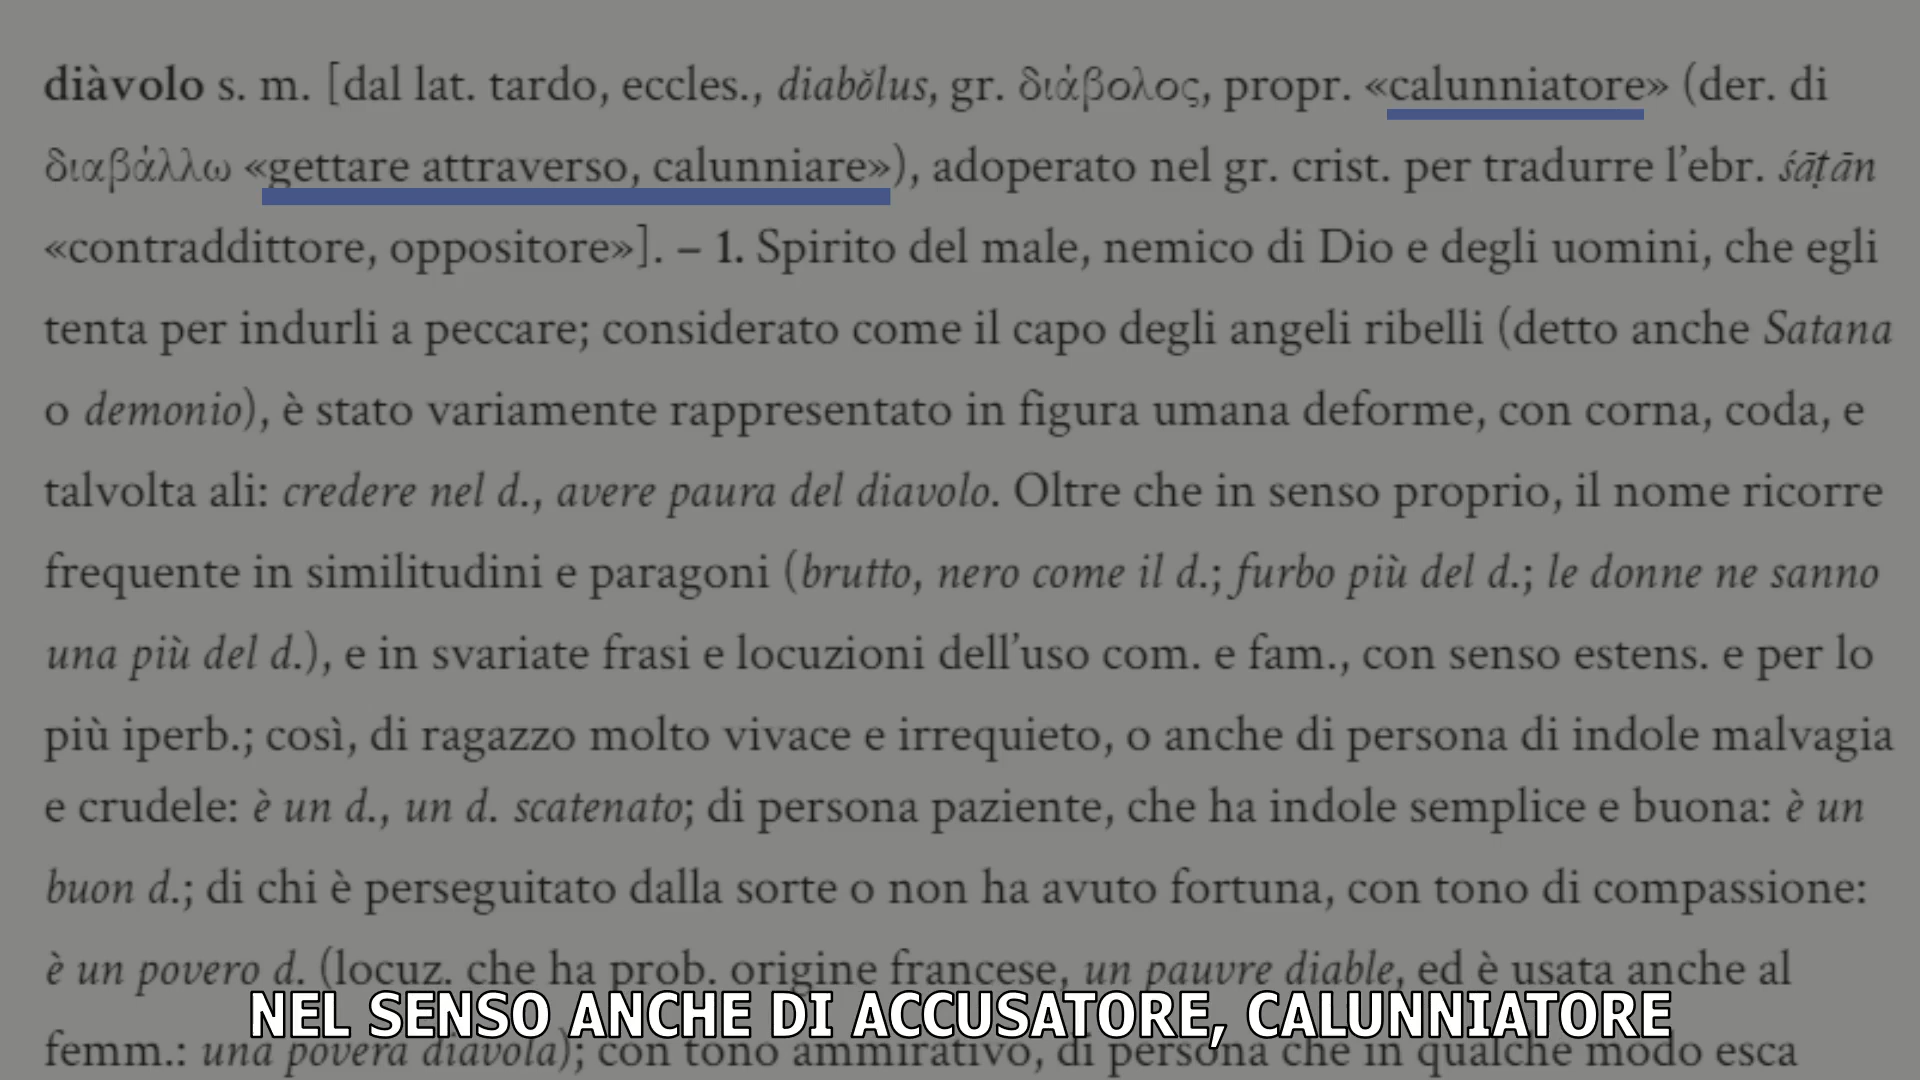 diàvolo s. m. [dal lat. tardo, eccles., diabŏlus, gr. διάβολος, propr. «calunniatore» (der. di
διαβάλλω «gettare attraverso, calunniare»), adoperato nel gr. crist. per tradurre l’ebr. śāṭān
«contraddittore, oppositore»]. – 1. Spirito del male, nemico di Dio e degli uomini, che egli
tenta per indurli a peccare; considerato come il capo degli angeli ribelli (detto anche Satana
o demonio), è stato variamente rappresentato in figura umana deforme, con corna, coda, e
talvolta ali: credere nel d., avere paura del diavolo. Oltre che in senso proprio, il nome ricorre
frequente in similitudini e paragoni (brutto, nero come il d.; furbo più del d.; le donne ne sanno
una più del d.), e in svariate frasi e locuzioni dell’uso com. e fam., con senso estens. e per lo
più iperb.; così, di ragazzo molto vivace e irrequieto, o anche di persona di indole malvagia
e crudele: è un d., un d. scatenato; di persona paziente, che ha indole semplice e buona: è un
buon d.; di chi è perseguitato dalla sorte o non ha avuto fortuna, con tono di compassione:
è un povero d. (locuz. che ha prob. origine francese, un pauvre diable, ed è usata anche al
NEL SENSO ANCHE DI ACCUSATORE, CALUNNIATORE
femm.: una povera diavola); con tono ammirativo, di persona che in qualche modo esca